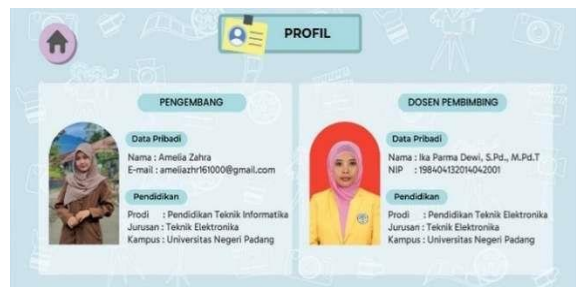 PROFIL
PENGEMBANG
Data Pribadi
Nama : Amelia Zahra
E-mail : ameliazhr161000@gmail.com
Pendidikan
Prodi : Pendidikan Teknik Informatika
Jurusan : Teknik Elektronika
Kampus : Universitas Negeri Padang
DOSEN PEMBIMBING
Data Pribadi
Nama : Ika Parma Dewi, S.Pd., M.Pd.T
NIP : 198404132014042001
Pendidikan
Prodi : Pendidikan Teknik Elektronika
Jurusan : Teknik Elektronika
Kampus : Universitas Negeri Padang